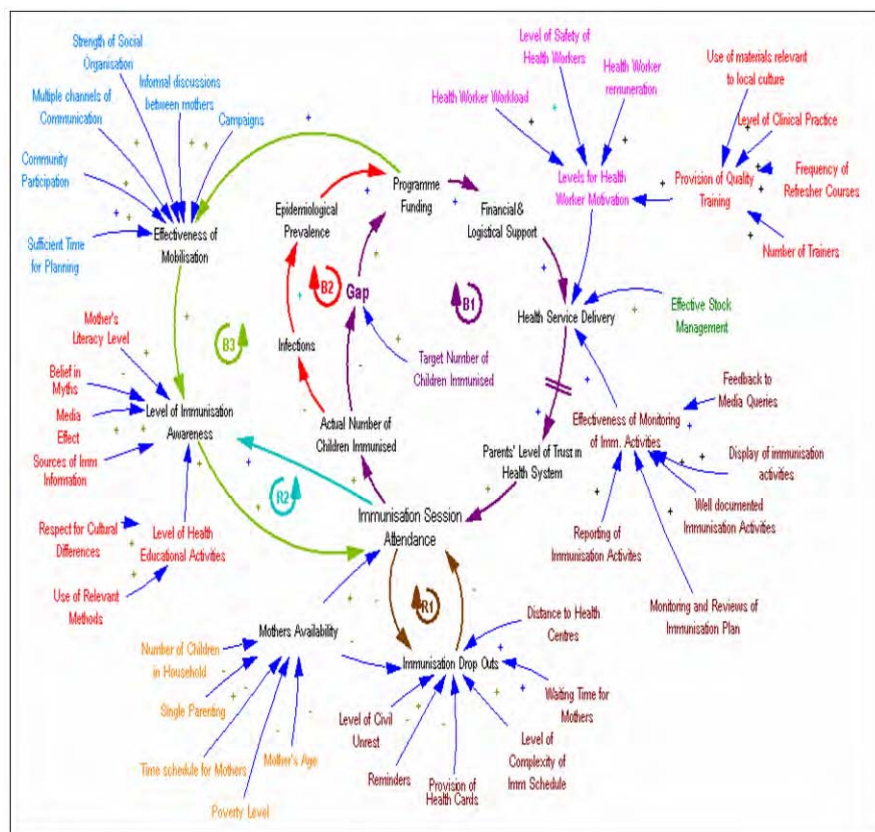 Strength of Social
Organisation
Informal discussions
between mothers
Multiple channels of
Communication
Campaigns
Community
Participation
Sufficient Time
for Planning
Effectiveness of
Mobilisation
Level of Safety of
Health Workers
Health Worker
remuneration
Health Worker Workload
Use of materials relevant
to local culture
Level of Clinical Practice
Frequency of
Refresher Courses
Number of Trainers
Provision of Quality
Training
Levels for Health
Worker Motivation
Programme
Funding
Financial &
Logistical Support
Epidemiological
Prevalence
B2
Gap
B1
B3
Health Service Delivery
Effective Stock
Management
Target Number of
Children Immunised
Infections
Actual Number of
Children Immunised
Mother's
Literacy Level
Belief in
Myths
Media
Effect
Sources of Imm
Information
Level of Immunisation
Awareness
Feedback to
Media Queries
Effectiveness of Monitoring
of Imm. Activities
Display of immunisation
activities
Well documented
Immunisation Activities
Reporting of
Immunisation Activites
Monitoring and Reviews of
Immunisation Plan
Parents' Level of Trust in
Health System
R2
Immunisation Session
Attendance
Respect for Cultural
Differences
Level of Health
Educational Activities
Use of Relevant
Methods
R1
Mothers Availability
Number of Children
in Household
Single Parenting
Time schedule for Mothers
Poverty Level
Mother's Age
Immunisation Drop Outs
Distance to Health
Centres
Waiting Time for
Mothers
Level of Civil
Unrest
Reminders
Provision of
Health Cards
Level of
Complexity of
Imm Schedule